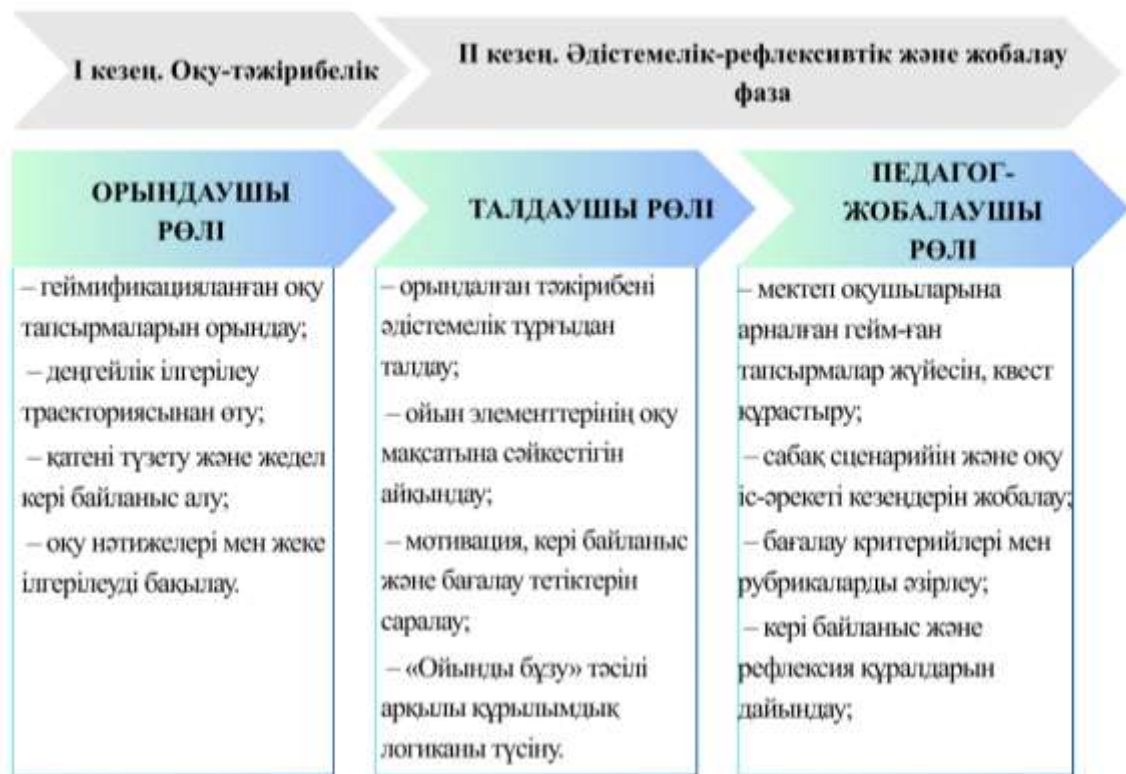 I кезең. Оқу-тәжірибелік
II кезең. Әдістемелік-рефлексивтік және жобалау
фаза
ОРЫНДАУШЫ
РӨЛІ
– геймификацияланған оқу
тапсырмаларын орындау;
– деңгейлік ілгерілеу
траекториясынан өту;
– қатені түзету және жедел
кері байланыс алу;
– оқу нәтижелері мен жеке
ілгерілеуді бақылау.
ТАЛДАУШЫ РӨЛІ
– орындалған тәжірибені
әдістемелік тұрғыдан
талдау;
– ойын элементтерінің оқу
мақсатына сәйкестігін
айқындау;
– мотивация, кері байланыс
және бағалау тетіктерін
саралау;
– «Ойынды бұзу» тәсілі
арқылы құрылымдық
логиканы түсіну.
ПЕДАГОГ-
ЖОБАЛАУШЫ
РӨЛІ
– мектеп оқушыларына
арналған гейм-ған
тапсырмалар жүйесін, квест
құрастыру;
– сабақ сценарийін және оқу
іс-әрекеті кезеңдерін жобалау;
– бағалау критерийлері мен
рубрикаларды әзірлеу;
– кері байланыс және
рефлексия құралдарын
дайындау;